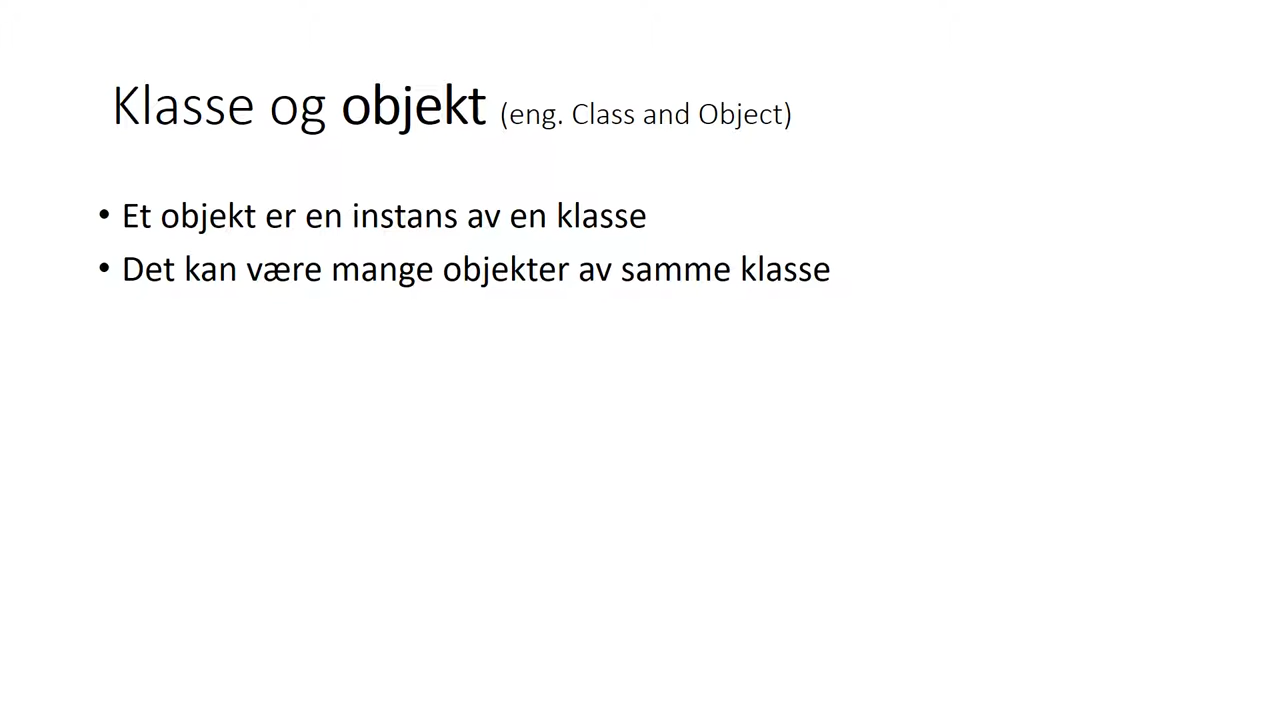 Klasse og objekt (eng. Class and Object)
• Et objekt er en instans av en klasse
• Det kan være mange objekter av samme klasse